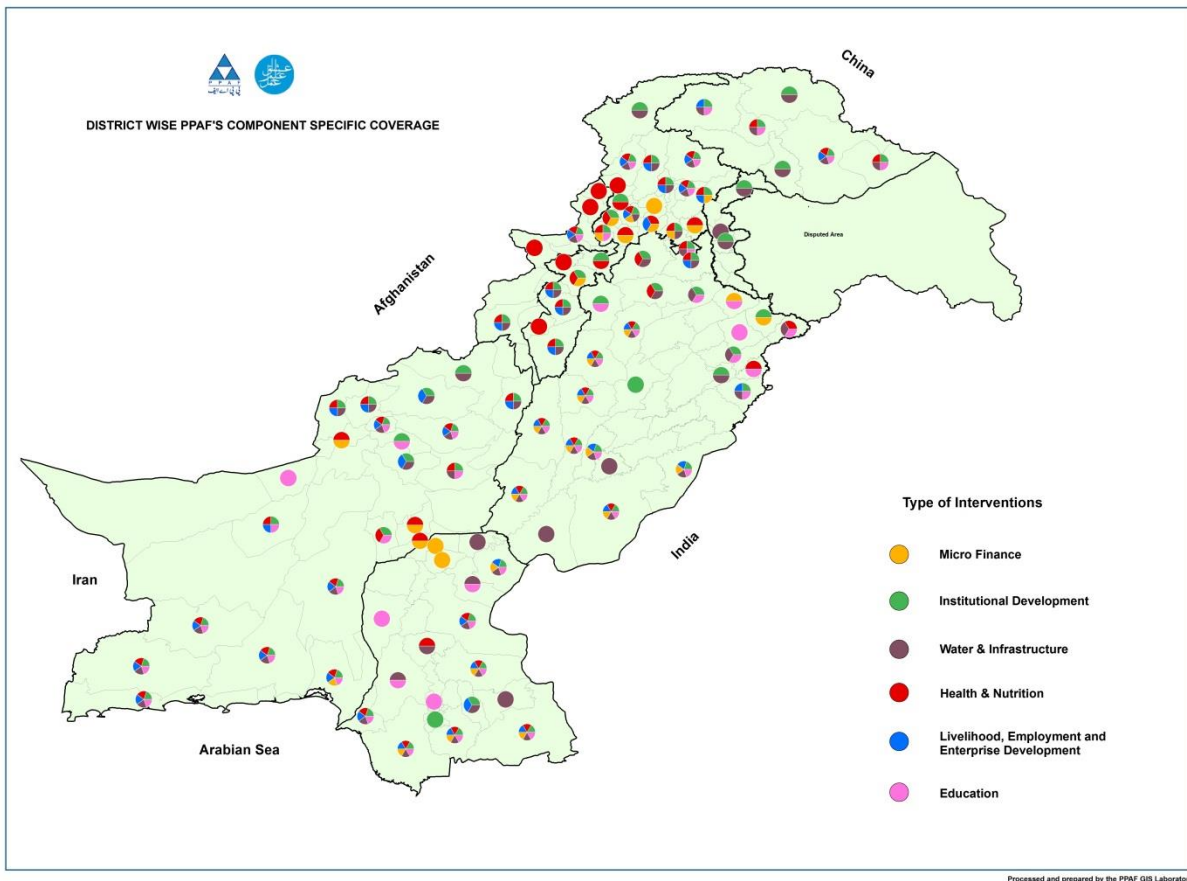 PPAF
DISTRICT WISE PPAF'S COMPONENT SPECIFIC COVERAGE
China
Disputed Area
Afghanistan
India
Iran
Arabian Sea
Type of Interventions
Micro Finance
Institutional Development
Water & Infrastructure
Health & Nutrition
Livelihood, Employment and
Enterprise Development
Education
Processed and prepared by the PPAF GIS